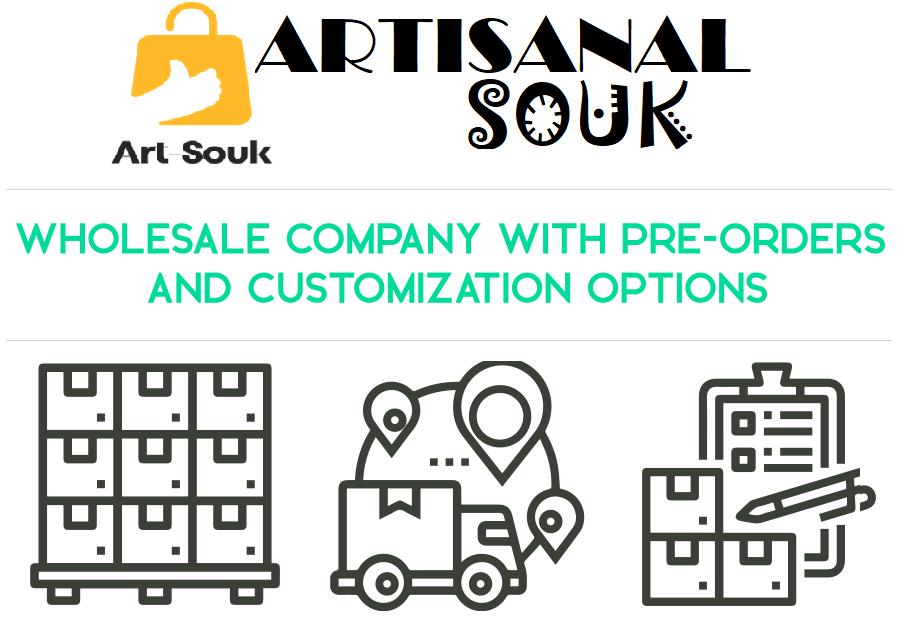 ARTISANAL
SOUK
Art-Souk
WHOLESALE COMPANY WITH PRE-ORDERS
AND CUSTOMIZATION OPTIONS